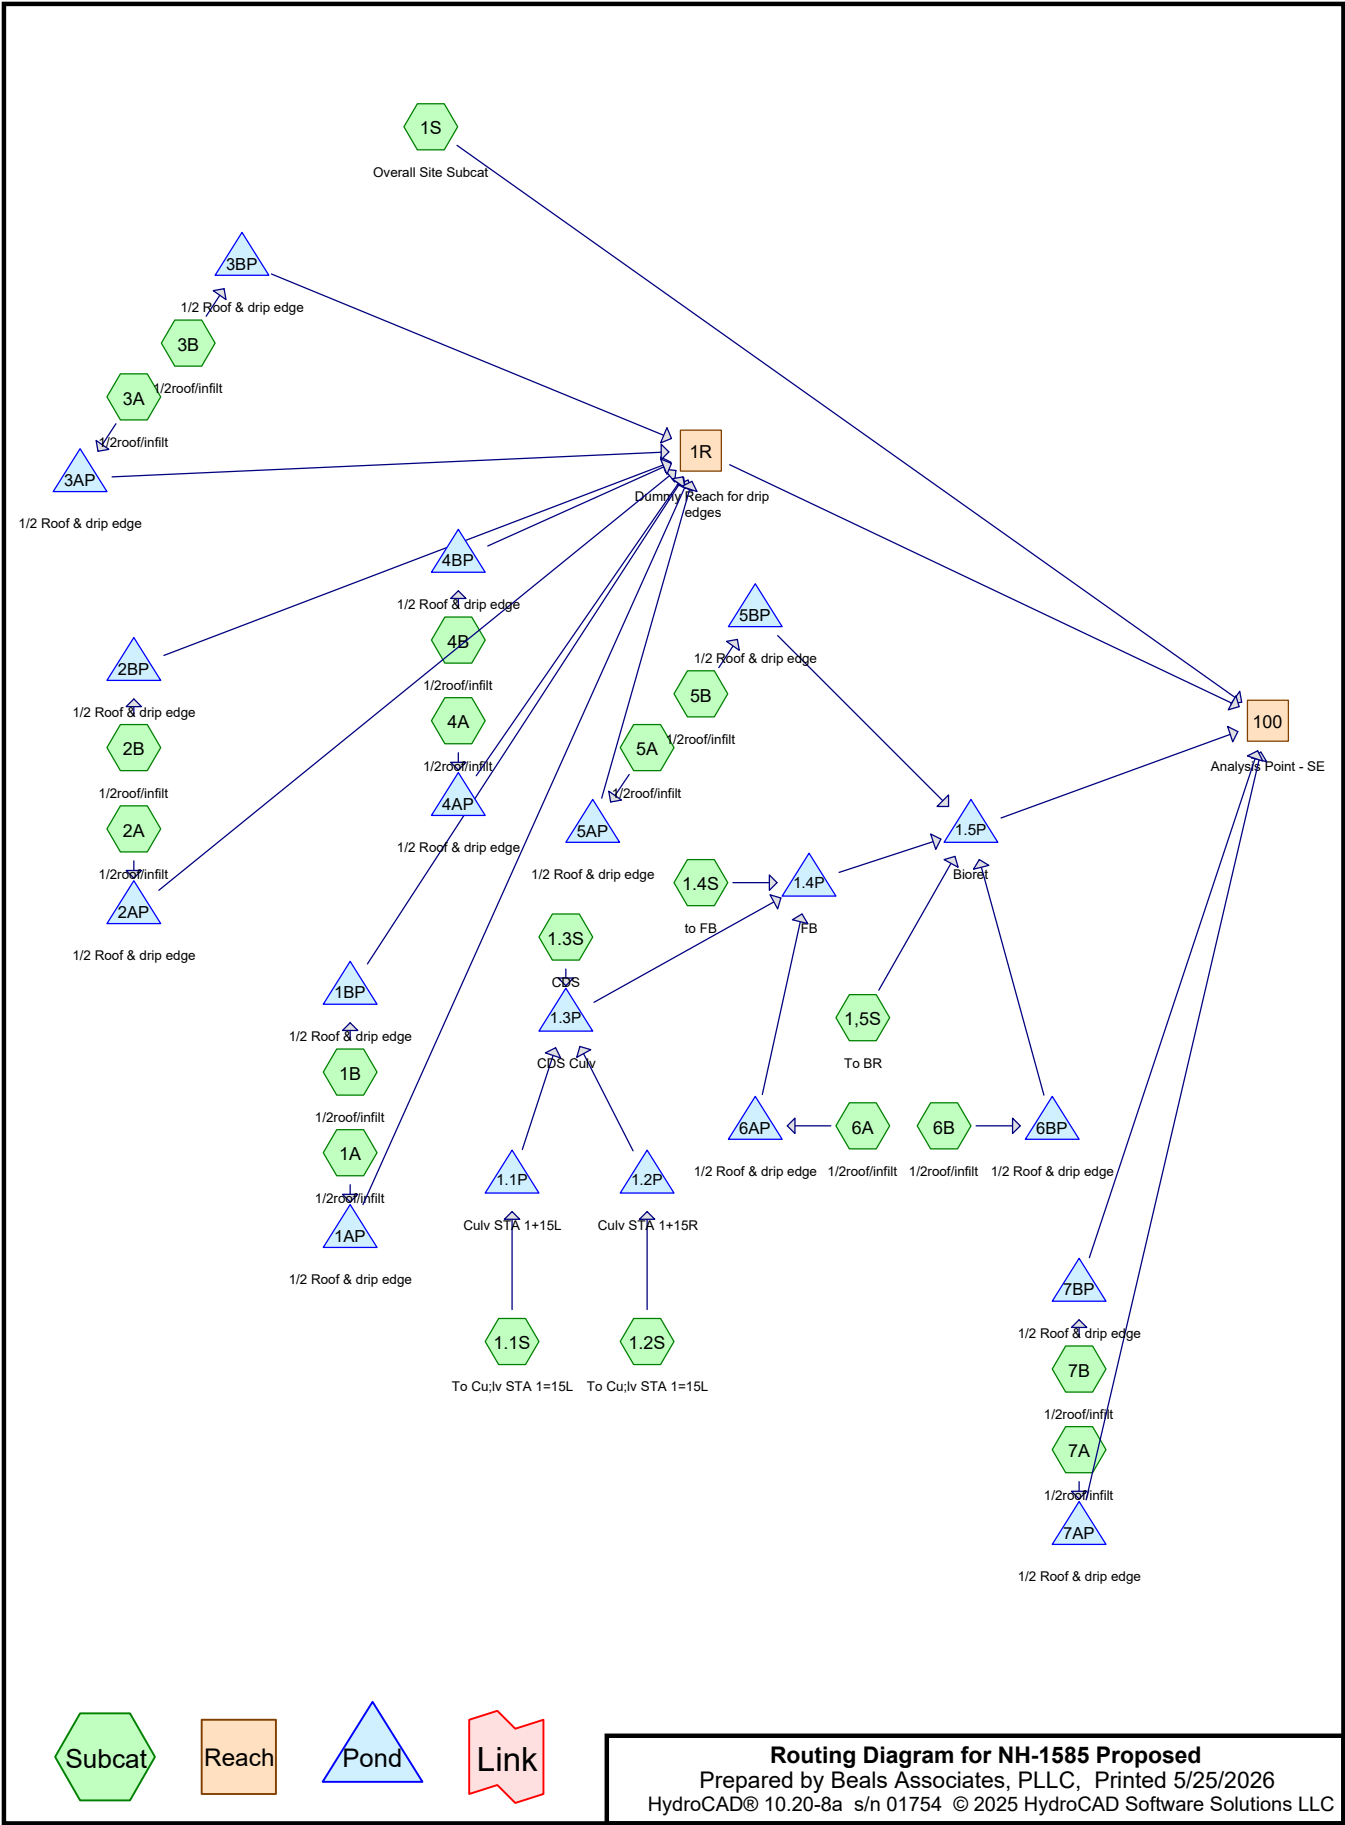 1S
Overall Site Subcat
3BP
1/2 Roof & drip edge
3B
1/2roof/infilt
3A
1/2roof/infilt
3AP
1/2 Roof & drip edge
1R
Dummy Reach for drip
edges
4BP
1/2 Roof & drip edge
4B
1/2roof/infilt
4A
1/2roof/infilt
4AP
1/2 Roof & drip edge
2BP
1/2 Roof & drip edge
2B
1/2roof/infilt
2A
1/2roof/infilt
2AP
1/2 Roof & drip edge
5BP
1/2 Roof & drip edge
5B
1/2roof/infilt
5A
1/2roof/infilt
5AP
1/2 Roof & drip edge
100
Analysis Point - SE
1.5P
Bioret
1.4S
to FB
1.4P
FB
1.3S
CDS
1.3P
CDS Culv
1,5S
To BR
1BP
1/2 Roof & drip edge
1B
1/2roof/infilt
1A
1/2roof/infilt
1AP
1/2 Roof & drip edge
6AP
1/2 Roof & drip edge
6A
1/2roof/infilt
6B
1/2roof/infilt
6BP
1/2 Roof & drip edge
1.1P
Culv STA 1+15L
1.2P
Culv STA 1+15R
1.1S
To Cu;lv STA 1=15L
1.2S
To Cu;lv STA 1=15L
7BP
1/2 Roof & drip edge
7B
1/2roof/infilt
7A
1/2roof/infilt
7AP
1/2 Roof & drip edge
Subcat
Reach
Pond
Link
Routing Diagram for NH-1585 Proposed
Prepared by Beals Associates, PLLC, Printed 5/25/2026
HydroCAD® 10.20-8a s/n 01754 © 2025 HydroCAD Software Solutions LLC